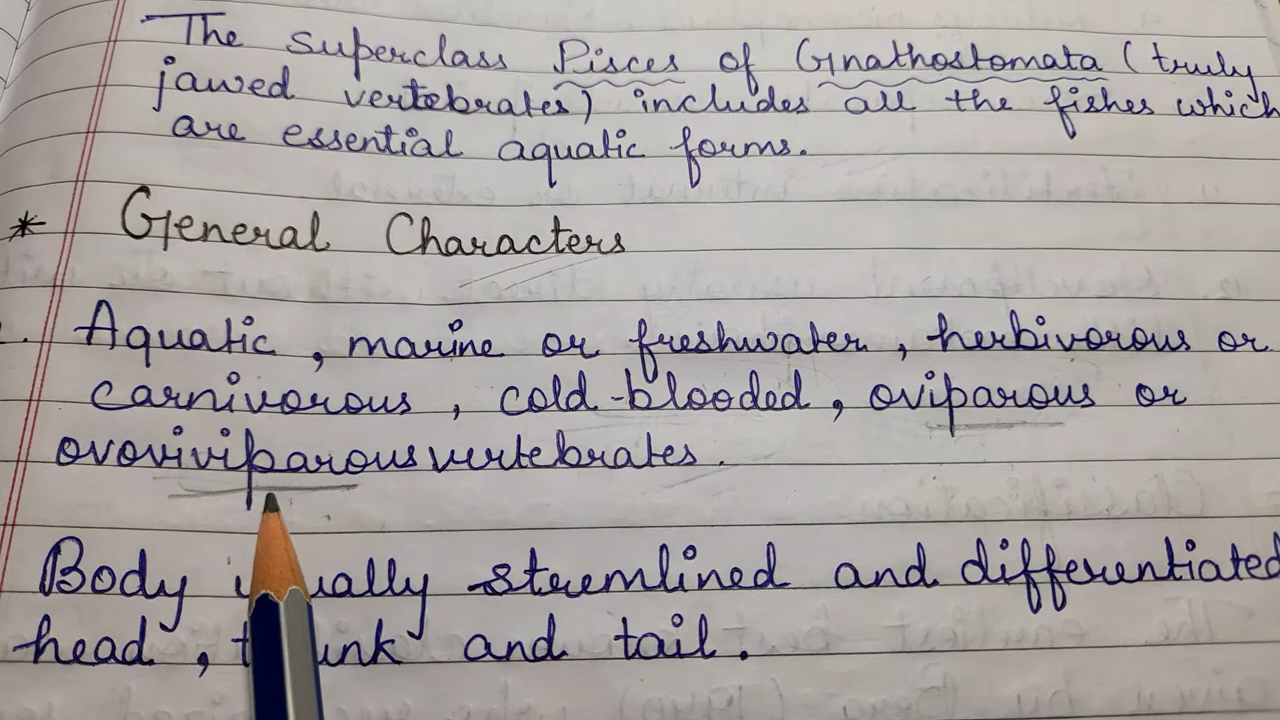 The superclass Pisces of Gnathostomata (truly
jawed vertebrates) includes all the fishes which
are essential aquatic forms.
* General Characters
Aquatic, marine or freshwater, herbivorous or
carnivorous, cold-blooded, oviparous or
ovoviviparous vertebrates.
Body streamlined and differentiated
head, and tail.